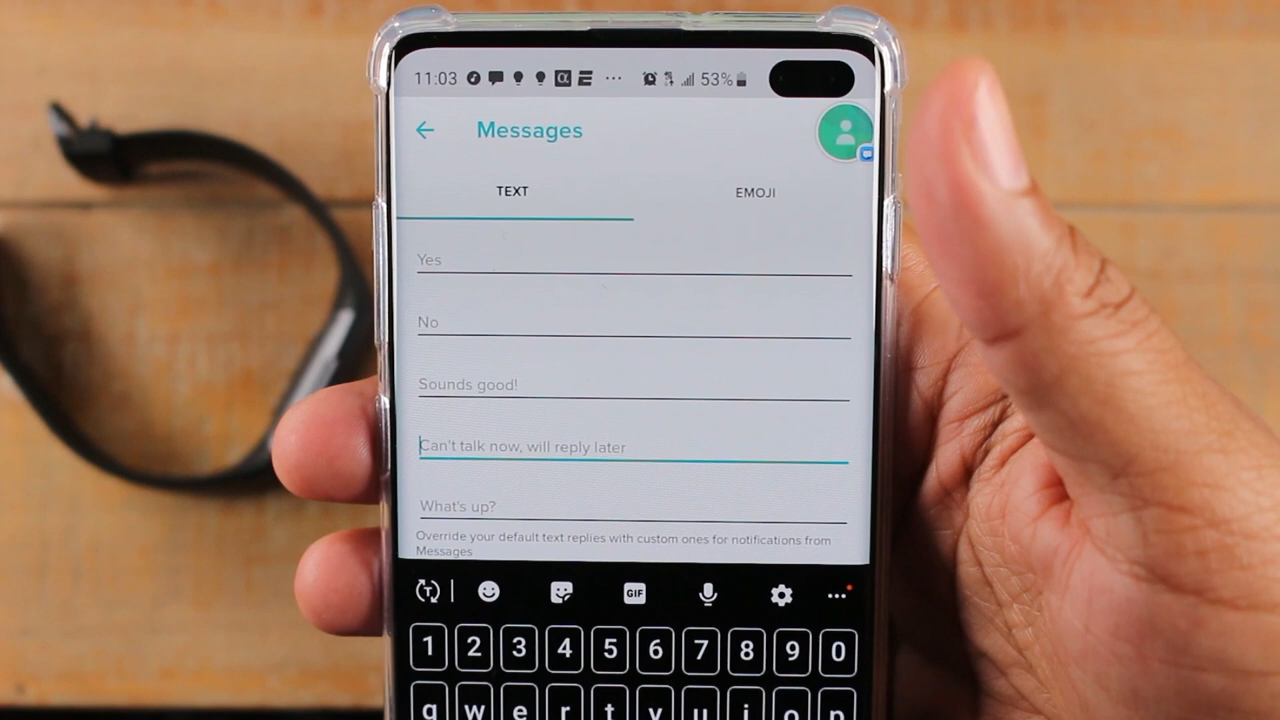 11:03 α ... 53%
Messages
TEXT EMOJI
Yes
No
Sounds good!
Can't talk now, will reply later
What's up?
Override your default text replies with custom ones for notifications from
Messages
T GIF ...
1 2 3 4 5 6 7 8 9 0
q w e r t y u i o p